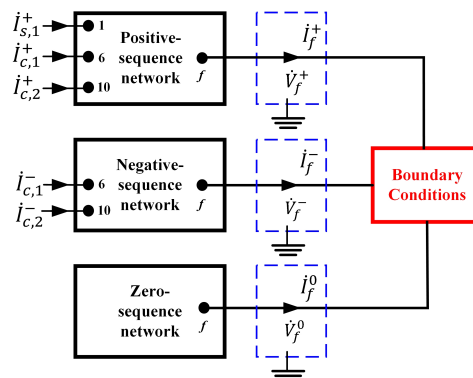 İ⁺ₛ,₁ 1
İ⁺c,₁ 6
İ⁺c,₂ 10
Positive-
sequence
network
f
İ⁺f
V̇⁺f
İ⁻c,₁ 6
İ⁻c,₂ 10
Negative-
sequence
network
f
İ⁻f
V̇⁻f
Boundary
Conditions
Zero-
sequence
network
f
İ⁰f
V̇⁰f